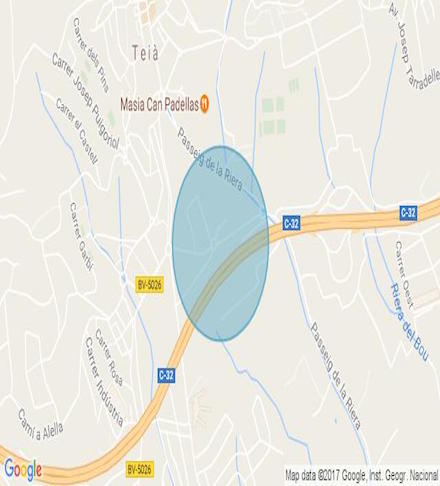 Av. Josep Tarradelle
Carrer dels Pins
Teià
Carrer Josep Puigoriol
Masia Can Padellas
Carrer el Castell
Passeig de la Riera
C-32
C-32
Carrer Garbí
Carrer Oest
BV-5026
Riera del Bou
Passeig de la Riera
Carrer Rosa
C-32
Carrer Indústria
Camí a Alella
BV-5026
Google
Map data ©2017 Google, Inst. Geogr. Nacional